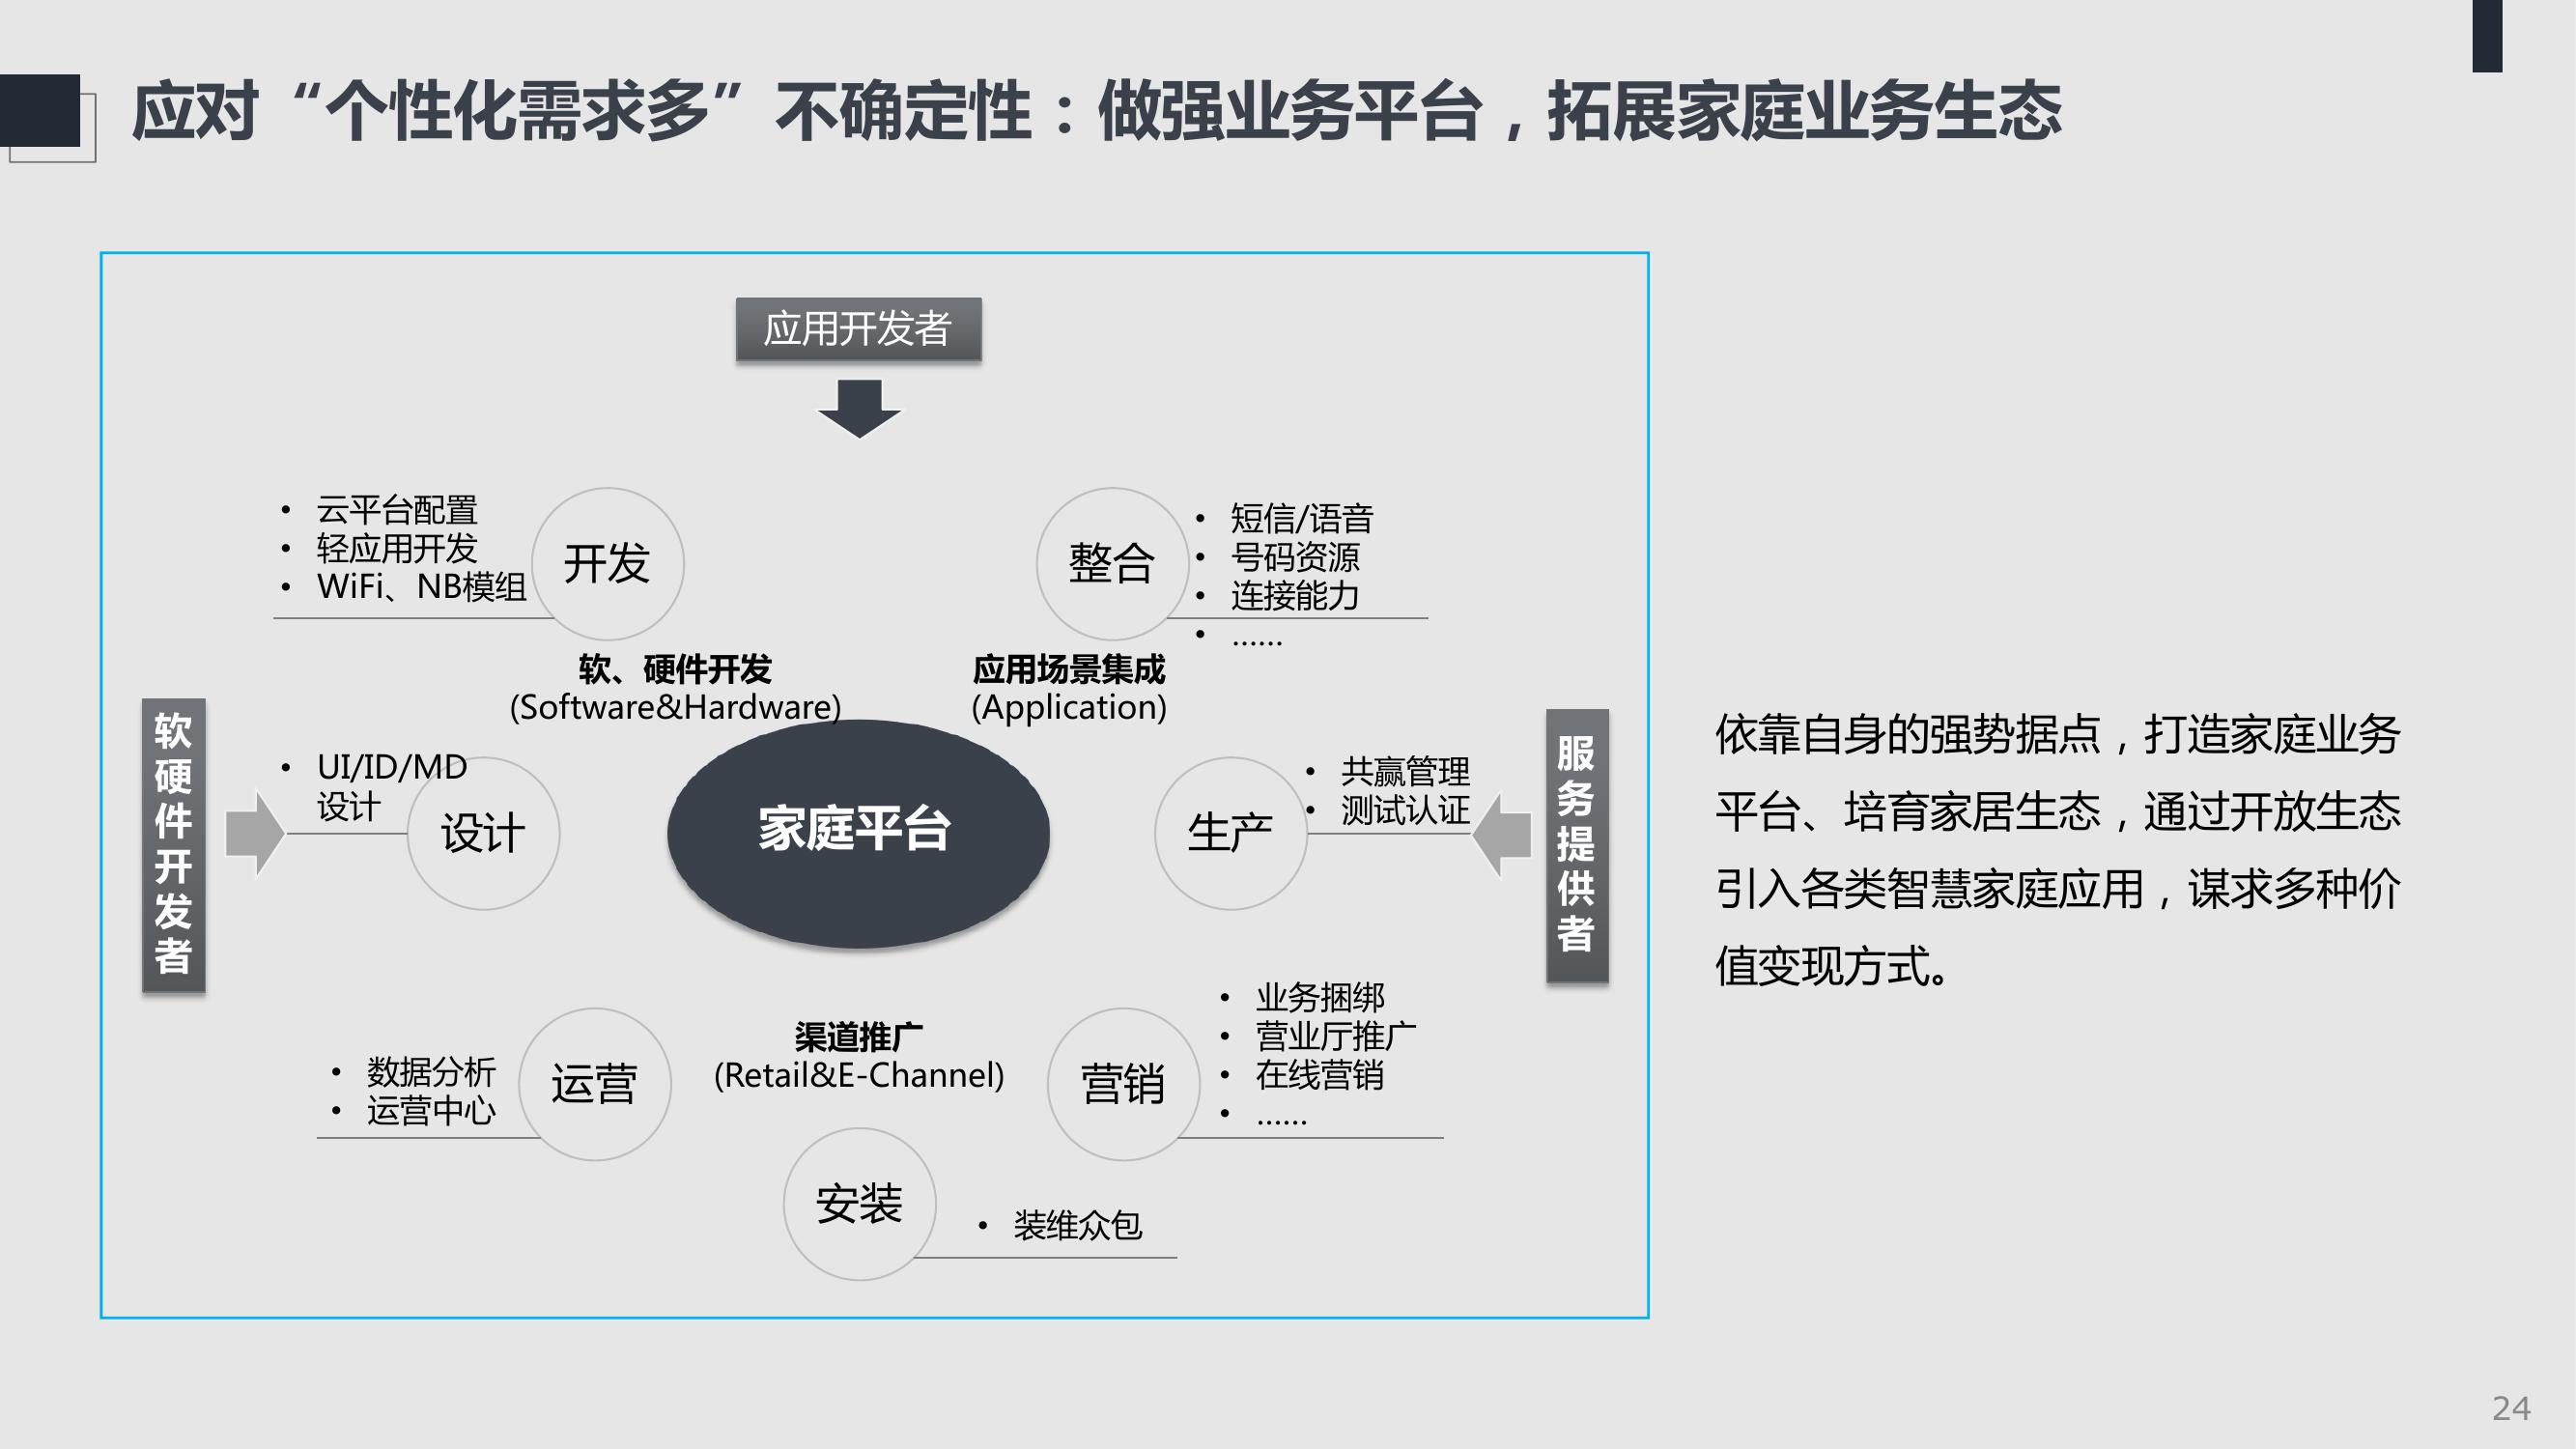 应对“个性化需求多”不确定性：做强业务平台，拓展家庭业务生态
应用开发者
• 云平台配置
• 轻应用开发
• WiFi、NB模组
开发
整合
• 短信/语音
• 号码资源
• 连接能力
• ……
软、硬件开发
(Software&Hardware)
应用场景集成
(Application)
软
硬
件
开
发
者
• UI/ID/MD
设计
设计
家庭平台
生产
• 共赢管理
• 测试认证
服
务
提
供
者
• 数据分析
• 运营中心
运营
渠道推广
(Retail&E-Channel)
营销
• 业务捆绑
• 营业厅推广
• 在线营销
• ……
安装
• 装维众包
依靠自身的强势据点，打造家庭业务
平台、培育家居生态，通过开放生态
引入各类智慧家庭应用，谋求多种价
值变现方式。
24